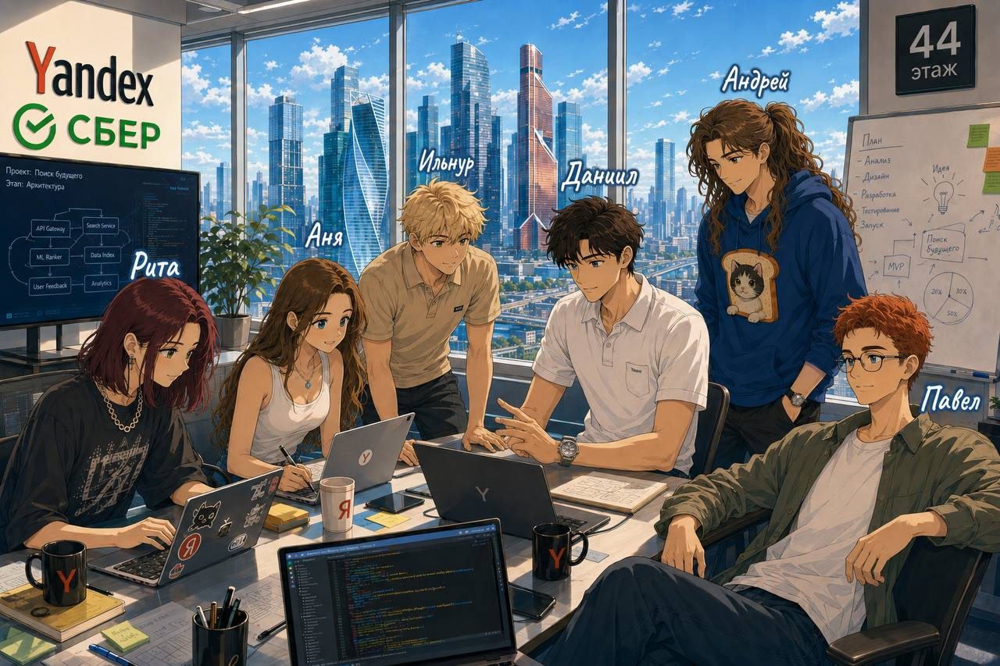 Yandex
СБЕР
Проект: Поиск будущего
Этап: Архитектура
API Gateway
Search Service
ML Ranker
Data Index
User Feedback
Analytics
Рита
Аня
Ильнур
Даниил
Андрей
Павел
44
этаж
План
- Анализ
- Дизайн
- Разработка
- Тестирование
- Запуск
Идея
Поиск
будущего
MVP
20%
30%
50%
Y
Я
Я
Y
Y
Y